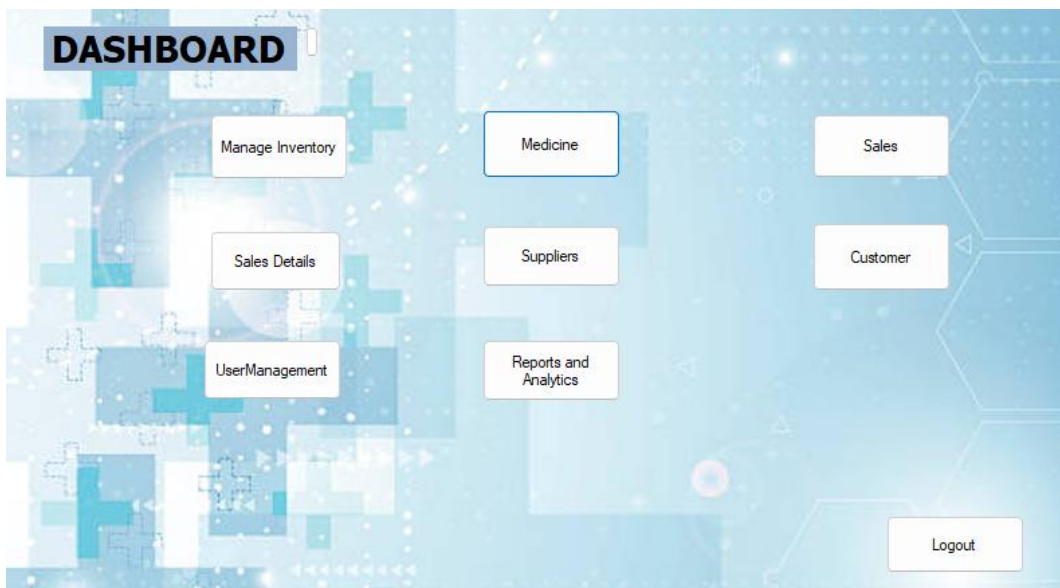 DASHBOARD
Manage Inventory
Medicine
Sales
Sales Details
Suppliers
Customer
UserManagement
Reports and
Analytics
Logout